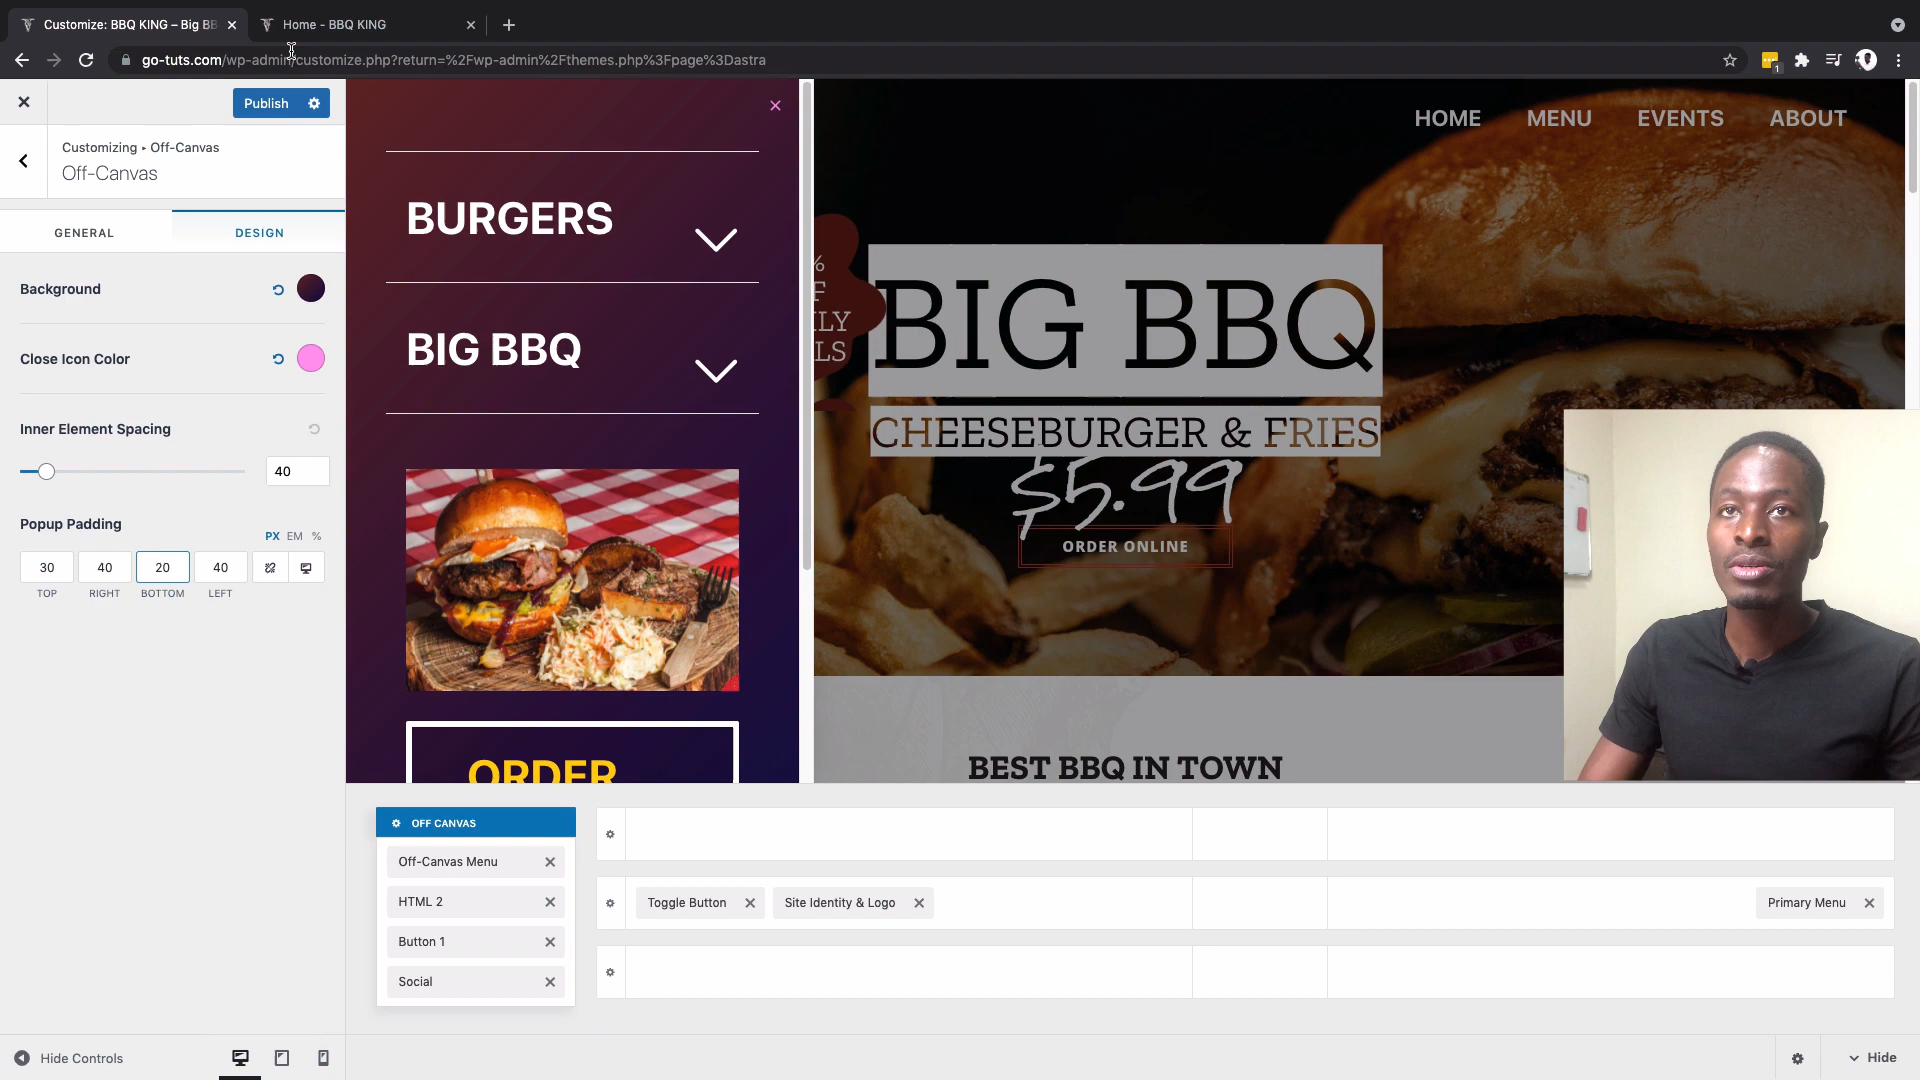 Customize: BBQ KING – Big BB
Home - BBQ KING
go-tuts.com/wp-admin/customize.php?return=%2Fwp-admin%2Fthemes.php%3Fpage%3Dastra
1
Publish
Customizing ▸ Off-Canvas
Off-Canvas
GENERAL
DESIGN
Background
Close Icon Color
Inner Element Spacing
40
Popup Padding
PX EM %
30 40 20 40
TOP RIGHT BOTTOM LEFT
Hide Controls
BURGERS
BIG BBQ
ORDER
HOME MENU EVENTS ABOUT
%
F
ILY
LS
BIG BBQ
CHEESEBURGER & FRIES
$5.99
ORDER ONLINE
BEST BBQ IN TOWN
OFF CANVAS
Off-Canvas Menu
HTML 2
Button 1
Social
Toggle Button
Site Identity & Logo
Primary Menu
Hide